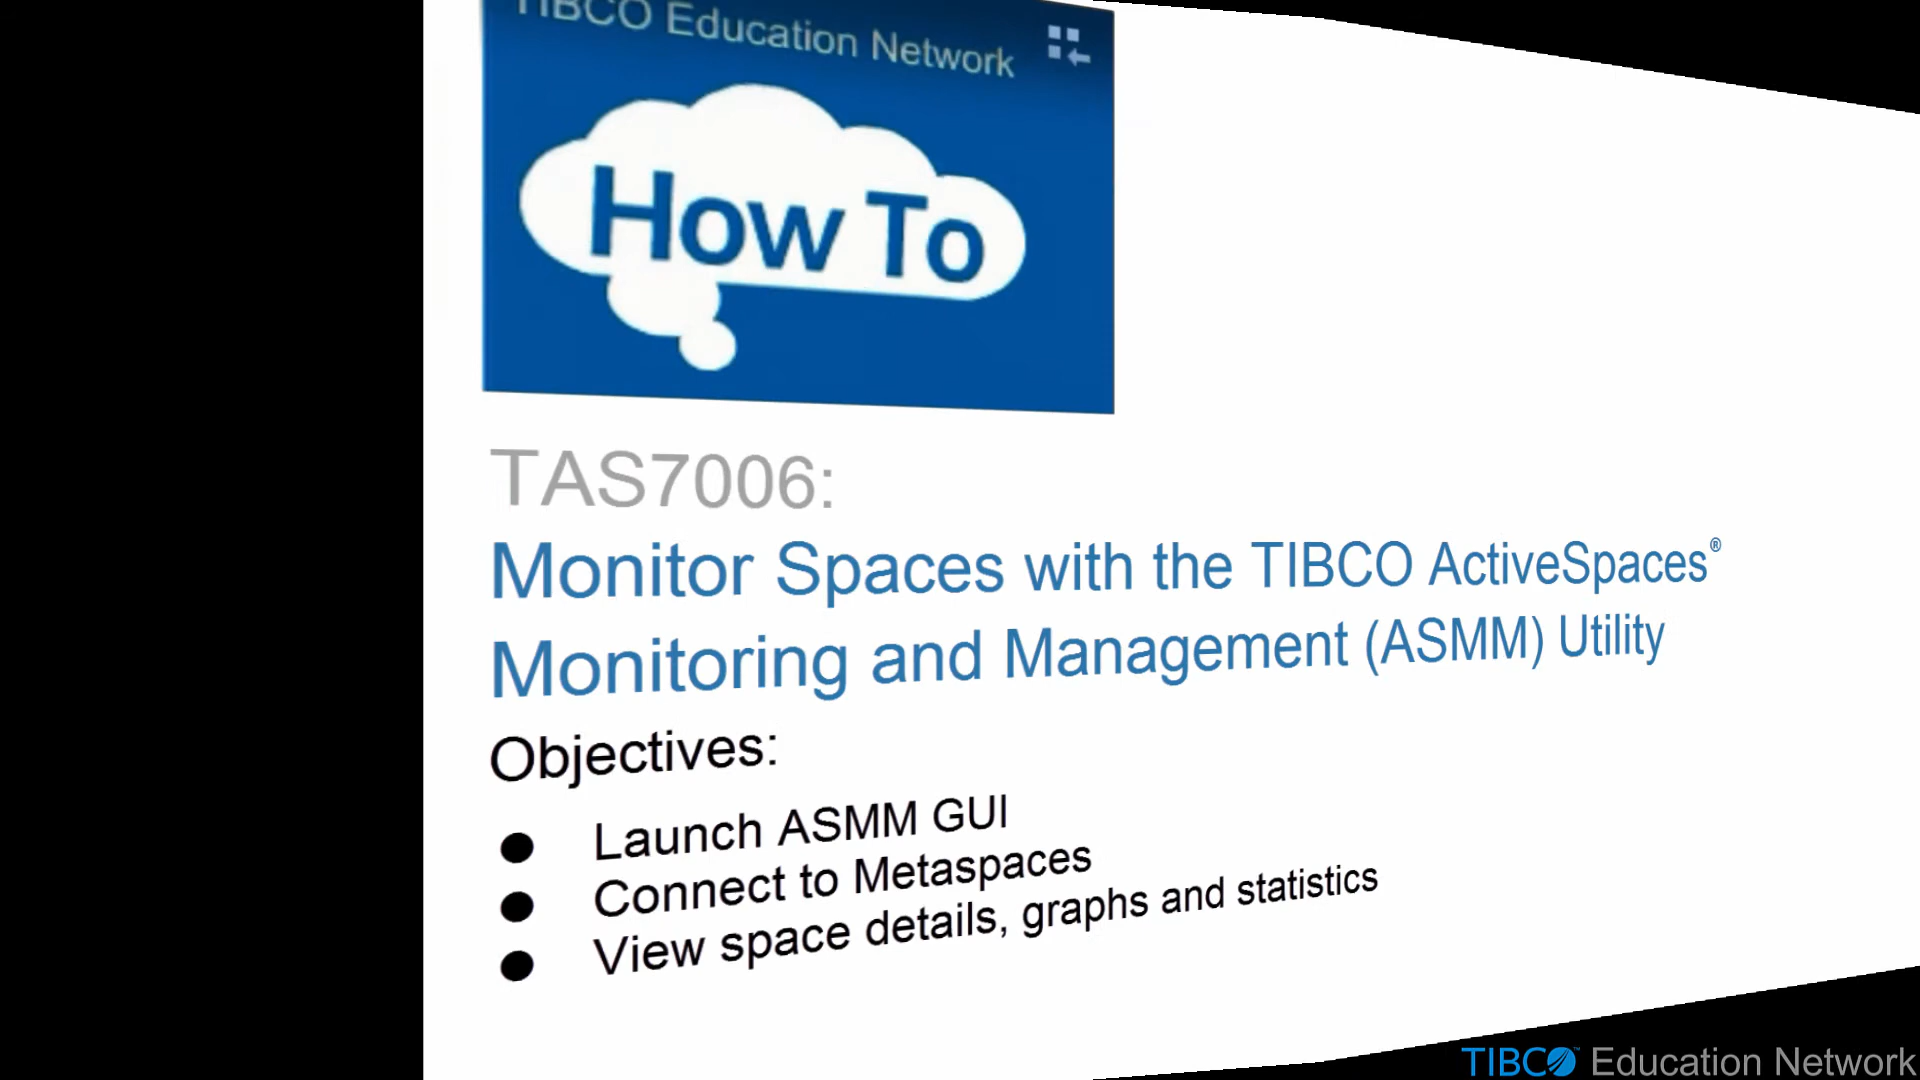 TIBCO Education Network
How To
TAS7006:
Monitor Spaces with the TIBCO ActiveSpaces®
Monitoring and Management (ASMM) Utility
Objectives:
● Launch ASMM GUI
● Connect to Metaspaces
● View space details, graphs and statistics
TIBCO™ Education Network